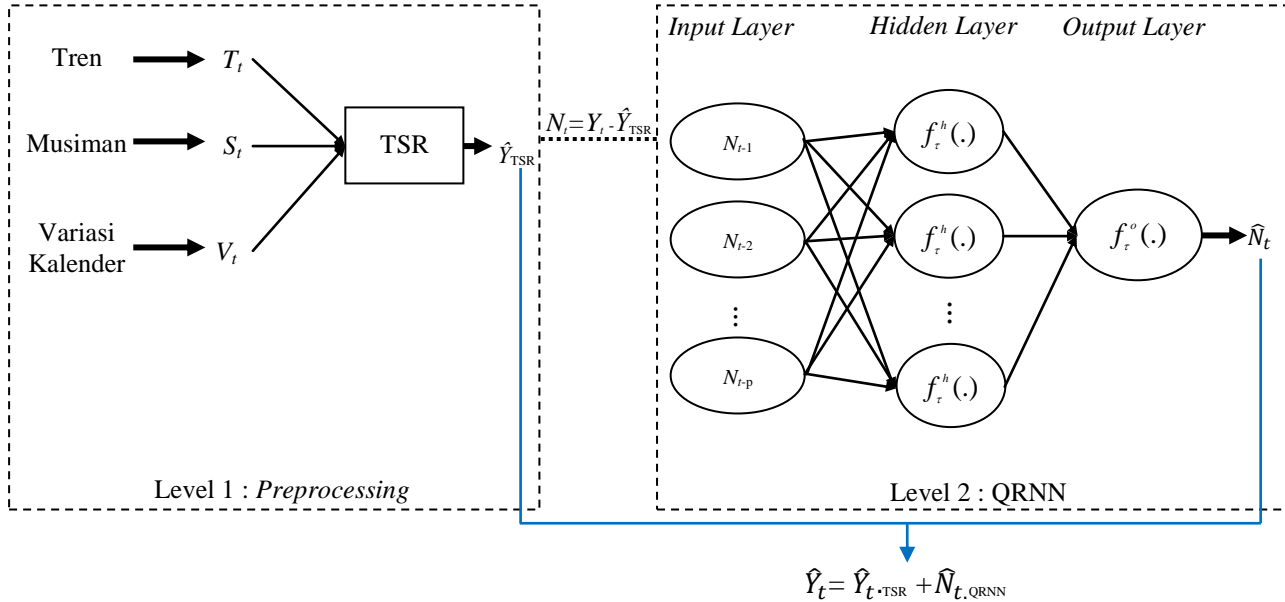 Tren
T_t
Musiman
S_t
Variasi
Kalender
V_t
TSR
Ŷ_TSR
Level 1 : Preprocessing
N_t=Y_t-Ŷ_TSR
Input Layer
Hidden Layer
Output Layer
N_t-1
N_t-2
⋮
N_t-p
f_τ^h(.)
f_τ^h(.)
⋮
f_τ^h(.)
f_τ^o(.)
N̂_t
Level 2 : QRNN
Ŷ_t= Ŷ_t.TSR +N̂_t.QRNN